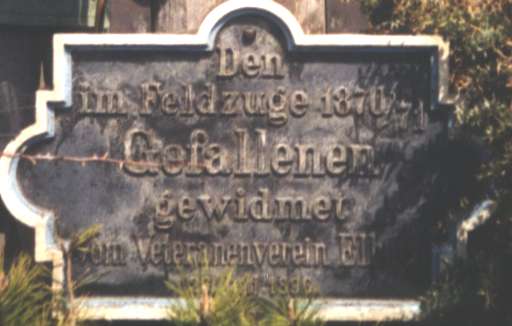 Den
im Feldzuge 1870/71
Gefallenen
gewidmet
vom Veteranenverein